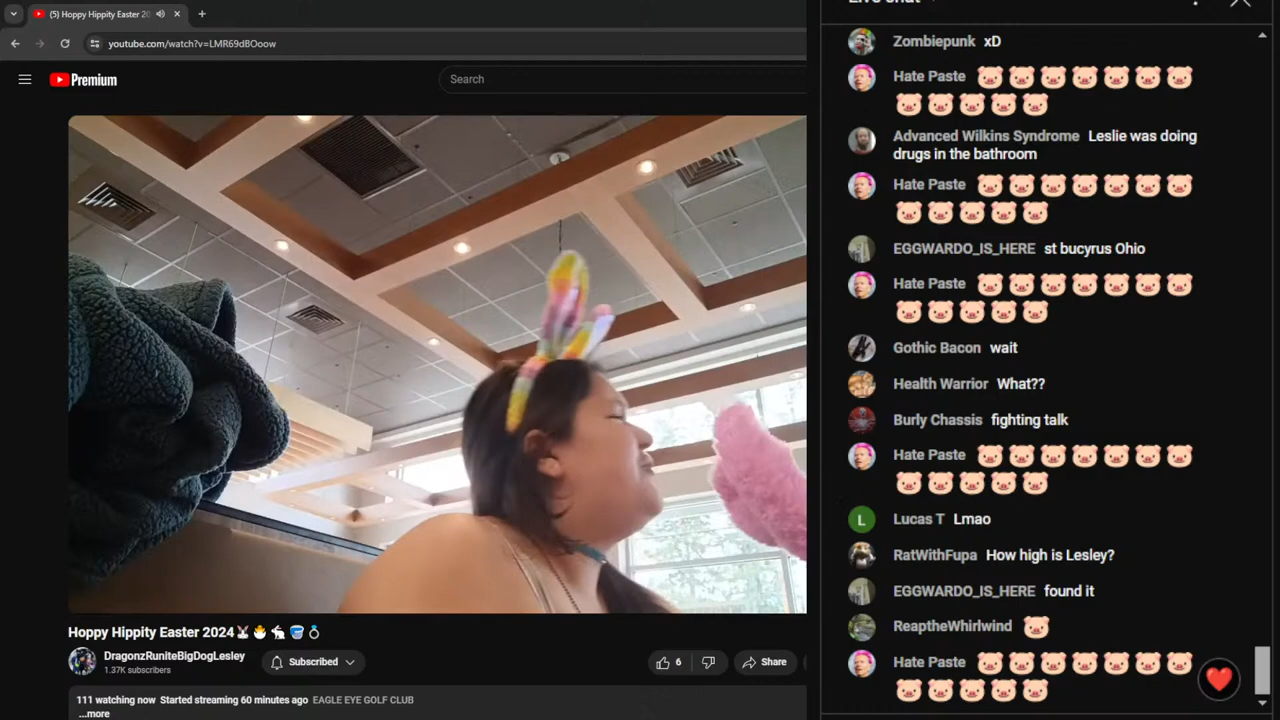 (5) Hoppy Hippity Easter 20
youtube.com/watch?v=LMR69dBOoow
Premium
Search
Hoppy Hippity Easter 2024🐰🐥🐇🪣💍
DragonzRuniteBigDogLesley
1.37K subscribers
Subscribed
6
Share
111 watching now Started streaming 60 minutes ago EAGLE EYE GOLF CLUB
...more
Live chat
Zombiepunk xD
Hate Paste 🐷🐷🐷🐷🐷🐷🐷
🐷🐷🐷🐷🐷
Advanced Wilkins Syndrome Leslie was doing
drugs in the bathroom
Hate Paste 🐷🐷🐷🐷🐷🐷🐷
🐷🐷🐷🐷🐷
EGGWARDO_IS_HERE st bucyrus Ohio
Hate Paste 🐷🐷🐷🐷🐷🐷🐷
🐷🐷🐷🐷🐷
Gothic Bacon wait
Health Warrior What??
Burly Chassis fighting talk
Hate Paste 🐷🐷🐷🐷🐷🐷🐷
🐷🐷🐷🐷🐷
L Lucas T Lmao
RatWithFupa How high is Lesley?
EGGWARDO_IS_HERE found it
ReaptheWhirlwind 🐷
Hate Paste 🐷🐷🐷🐷🐷🐷🐷
🐷🐷🐷🐷🐷